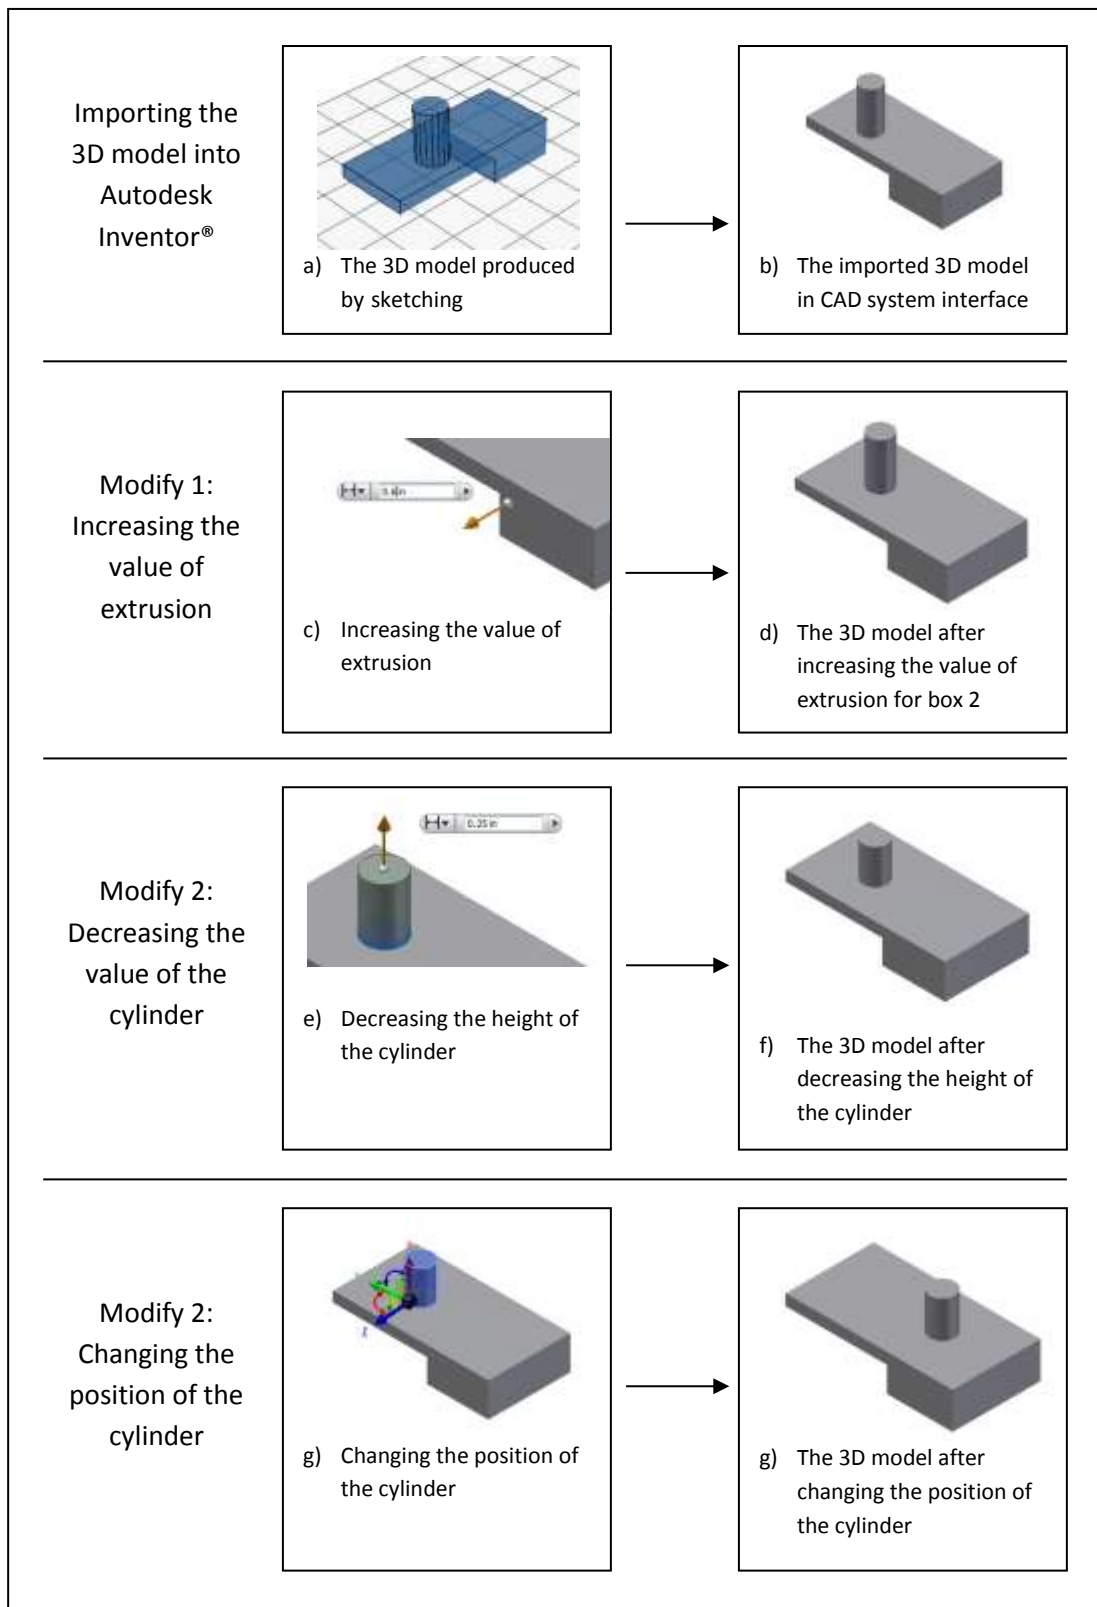 Importing the
3D model into
Autodesk
Inventor®
a) The 3D model produced
by sketching
b) The imported 3D model
in CAD system interface
Modify 1:
Increasing the
value of
extrusion
c) Increasing the value of
extrusion
d) The 3D model after
increasing the value of
extrusion for box 2
Modify 2:
Decreasing the
value of the
cylinder
0.25 in
e) Decreasing the height of
the cylinder
f) The 3D model after
decreasing the height of
the cylinder
Modify 2:
Changing the
position of the
cylinder
g) Changing the position of
the cylinder
g) The 3D model after
changing the position of
the cylinder